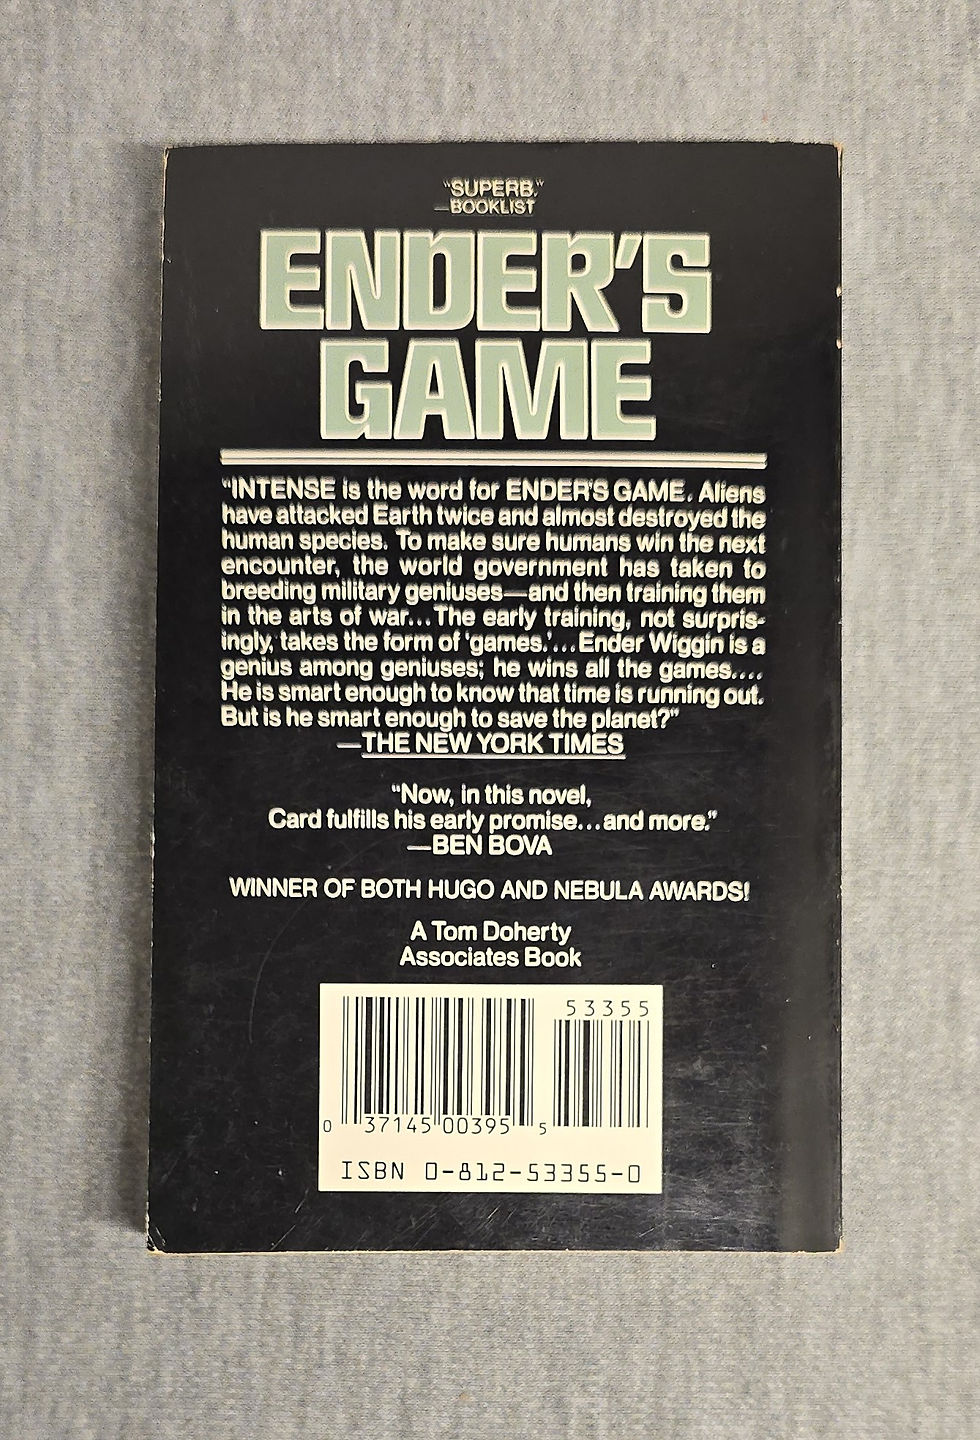 "SUPERB."
—BOOKLIST
ENDER'S
GAME
"INTENSE is the word for ENDER'S GAME. Aliens
have attacked Earth twice and almost destroyed the
human species. To make sure humans win the next
encounter, the world government has taken to
breeding military geniuses—and then training them
in the arts of war... The early training, not surpris-
ingly, takes the form of 'games.'... Ender Wiggin is a
genius among geniuses; he wins all the games....
He is smart enough to know that time is running out.
But is he smart enough to save the planet?"
—THE NEW YORK TIMES
"Now, in this novel,
Card fulfills his early promise...and more."
—BEN BOVA
WINNER OF BOTH HUGO AND NEBULA AWARDS!
A Tom Doherty
Associates Book
53355
0 37145 00395 5
ISBN 0-812-53355-0